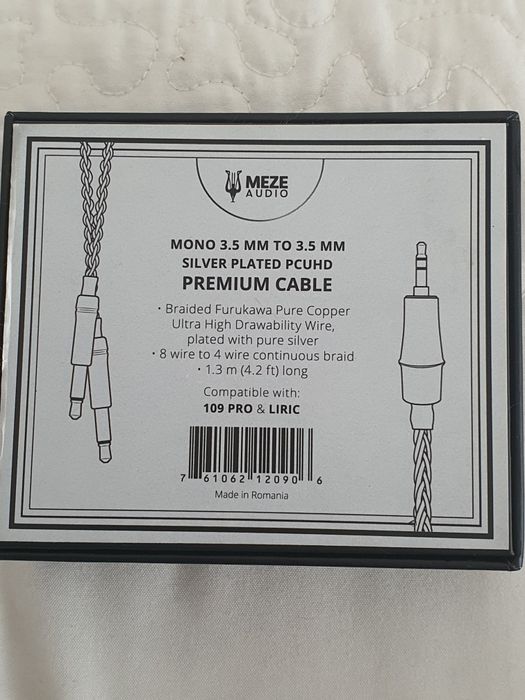 MEZE
AUDIO
MONO 3.5 MM TO 3.5 MM
SILVER PLATED PCUHD
PREMIUM CABLE
· Braided Furukawa Pure Copper
Ultra High Drawability Wire,
plated with pure silver
· 8 wire to 4 wire continuous braid
· 1.3 m (4.2 ft) long
Compatible with:
109 PRO & LIRIC
7 61062 12090 6
Made in Romania